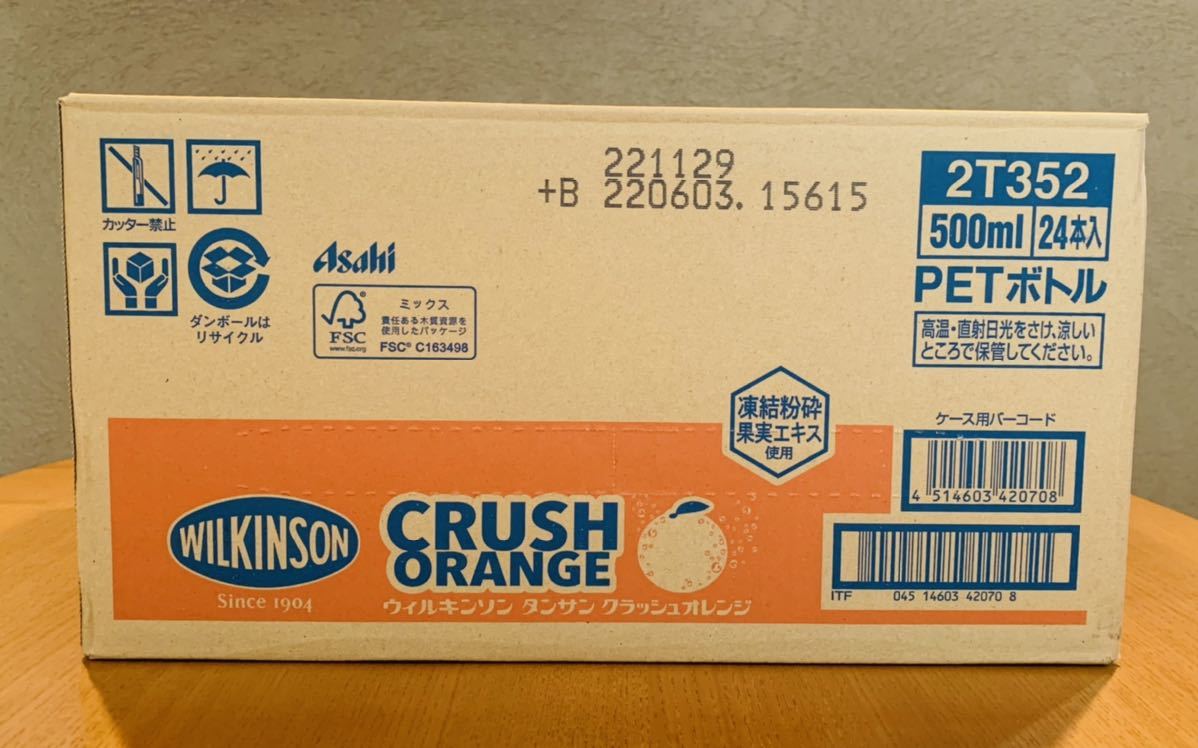 カッター禁止
ダンボールは
リサイクル
Asahi
FSC®
www.fsc.org
ミックス
責任ある木質資源を
使用したパッケージ
FSC® C163498
221129
+B 220603. 15615
2T352
500ml 24本入
PETボトル
高温・直射日光をさけ、涼しい
ところで保管してください。
凍結粉砕
果実エキス
使用
ケース用バーコード
4 514603 420708
ITF 045 14603 42070 8
WILKINSON
Since 1904
CRUSH
ORANGE
ウィルキンソン タンサン クラッシュオレンジ